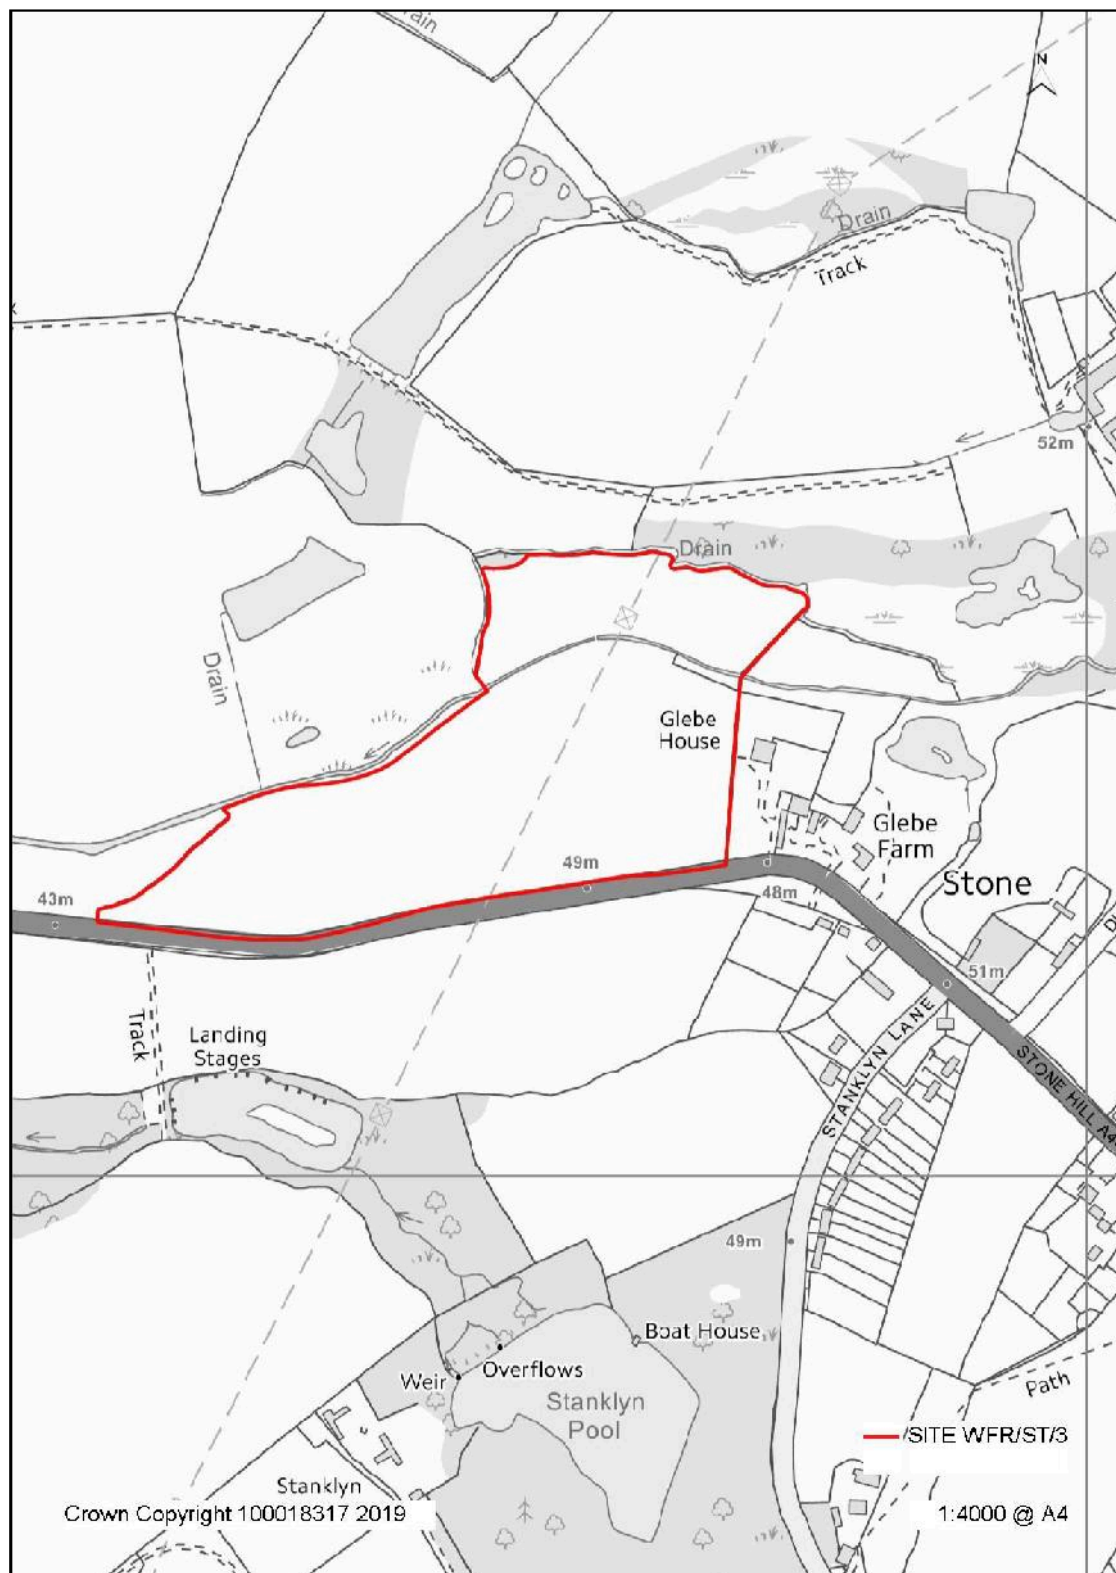 Drain
N
Drain
Track
52m
Drain
Drain
Glebe
House
Glebe
Farm
49m
48m
43m
Stone
51m
Track
Landing
Stages
STANKLYN LANE
STONE HILL
49m
Boat House
Overflows
Weir
Stanklyn
Pool
Path
SITE WFR/ST/3
Stanklyn
Crown Copyright 100018317 2019
1:4000 @ A4